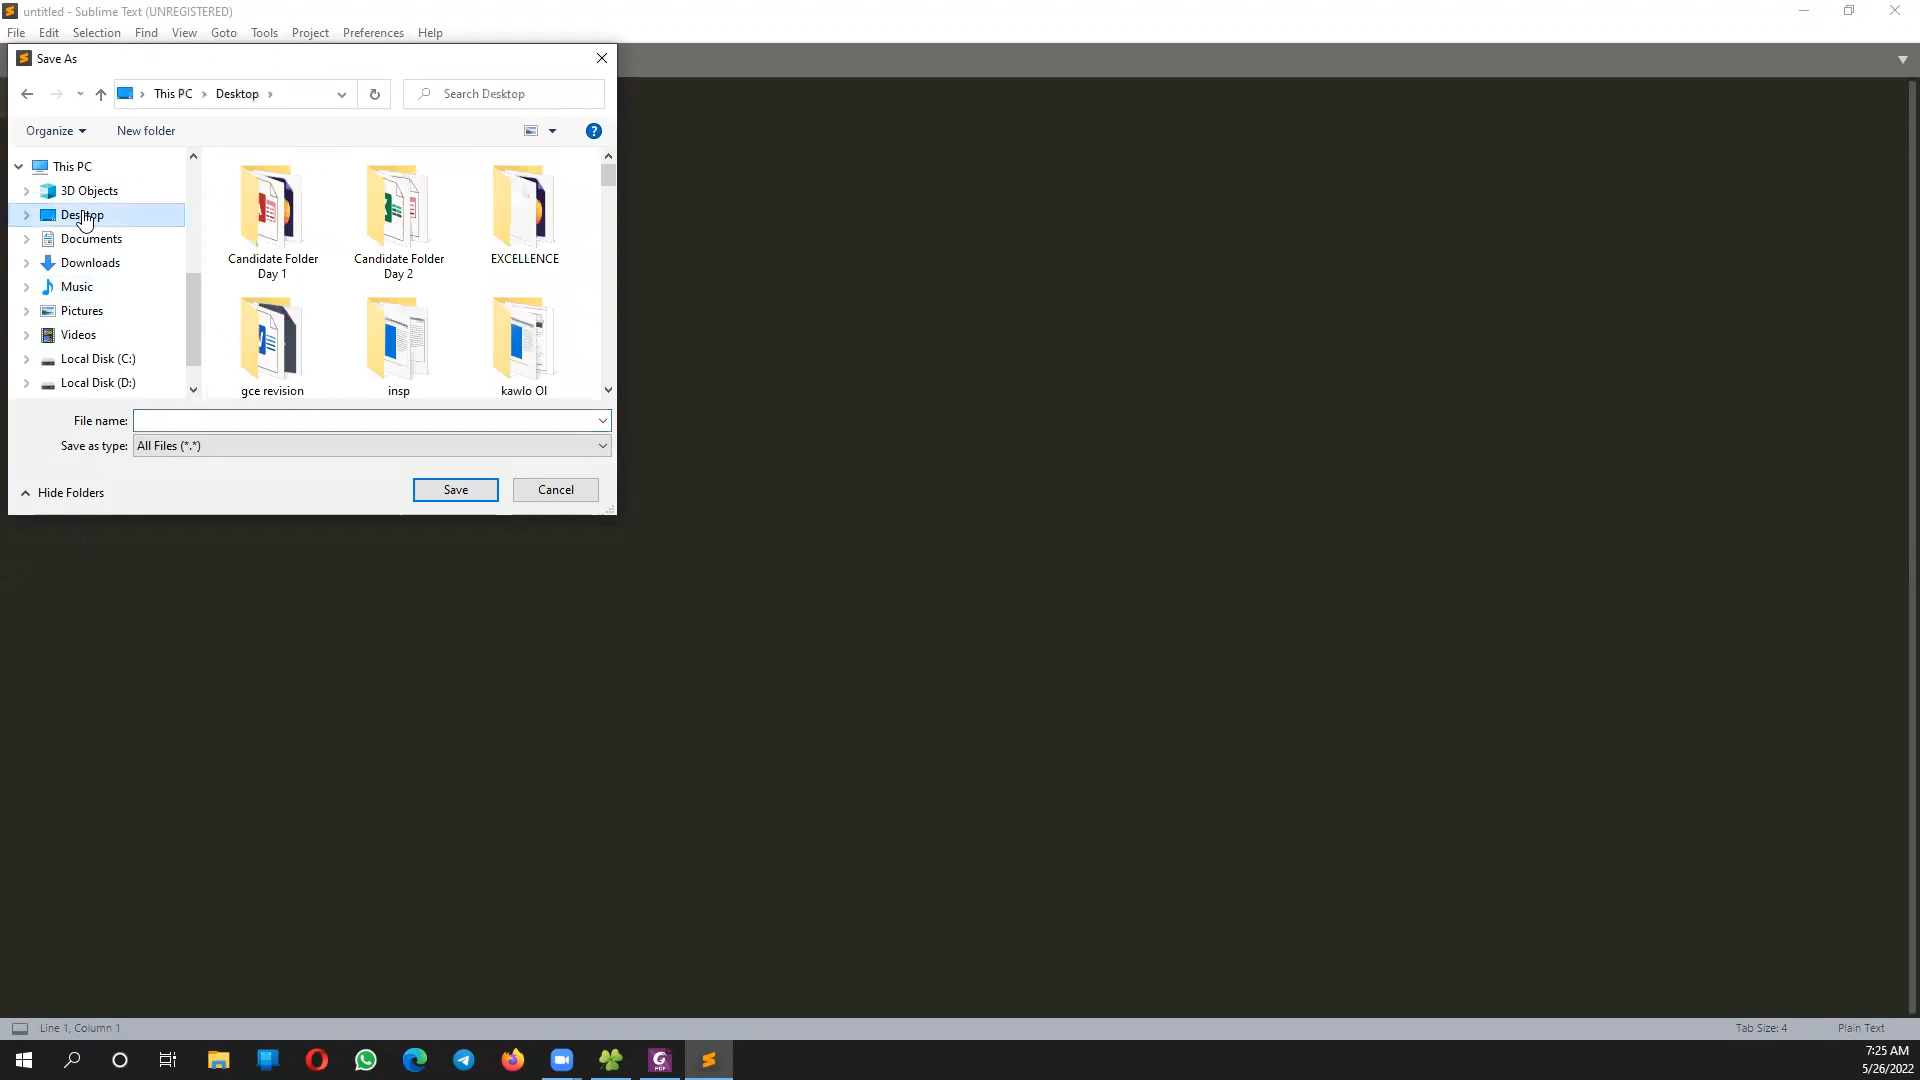 untitled - Sublime Text (UNREGISTERED)
File Edit Selection Find View Goto Tools Project Preferences Help
Save As
This PC Desktop
Search Desktop
Organize New folder
This PC
3D Objects
Desktop
Documents
Downloads
Music
Pictures
Videos
Local Disk (C:)
Local Disk (D:)
Candidate Folder Day 1
Candidate Folder Day 2
EXCELLENCE
gce revision
insp
kawlo Ol
File name:
Save as type: All Files (*.*)
Hide Folders
Save Cancel
Line 1, Column 1
Tab Size: 4
Plain Text
7:25 AM
5/26/2022